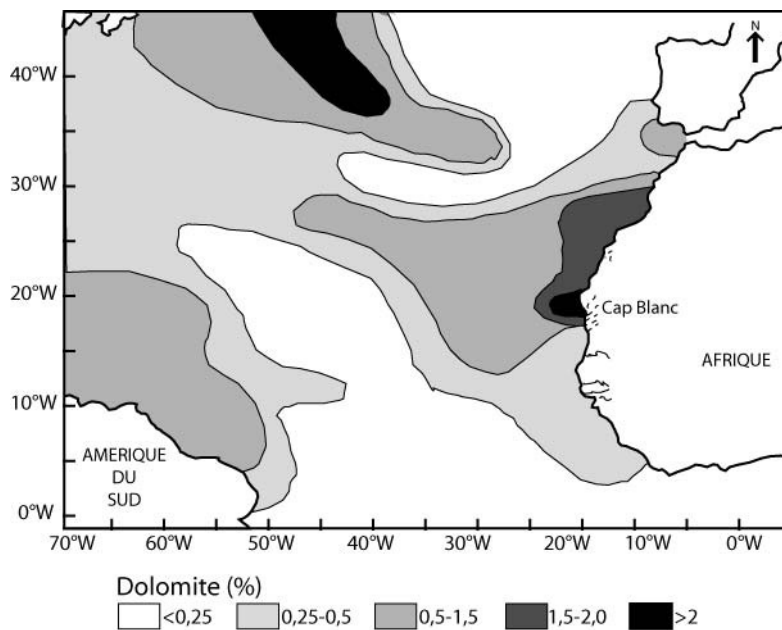 N
40°W
30°W
20°W
Cap Blanc
AFRIQUE
10°W
AMERIQUE
DU
SUD
0°W
70°W 60°W 50°W 40°W 30°W 20°W 10°W 0°W
Dolomite (%)
<0,25 0,25-0,5 0,5-1,5 1,5-2,0 >2